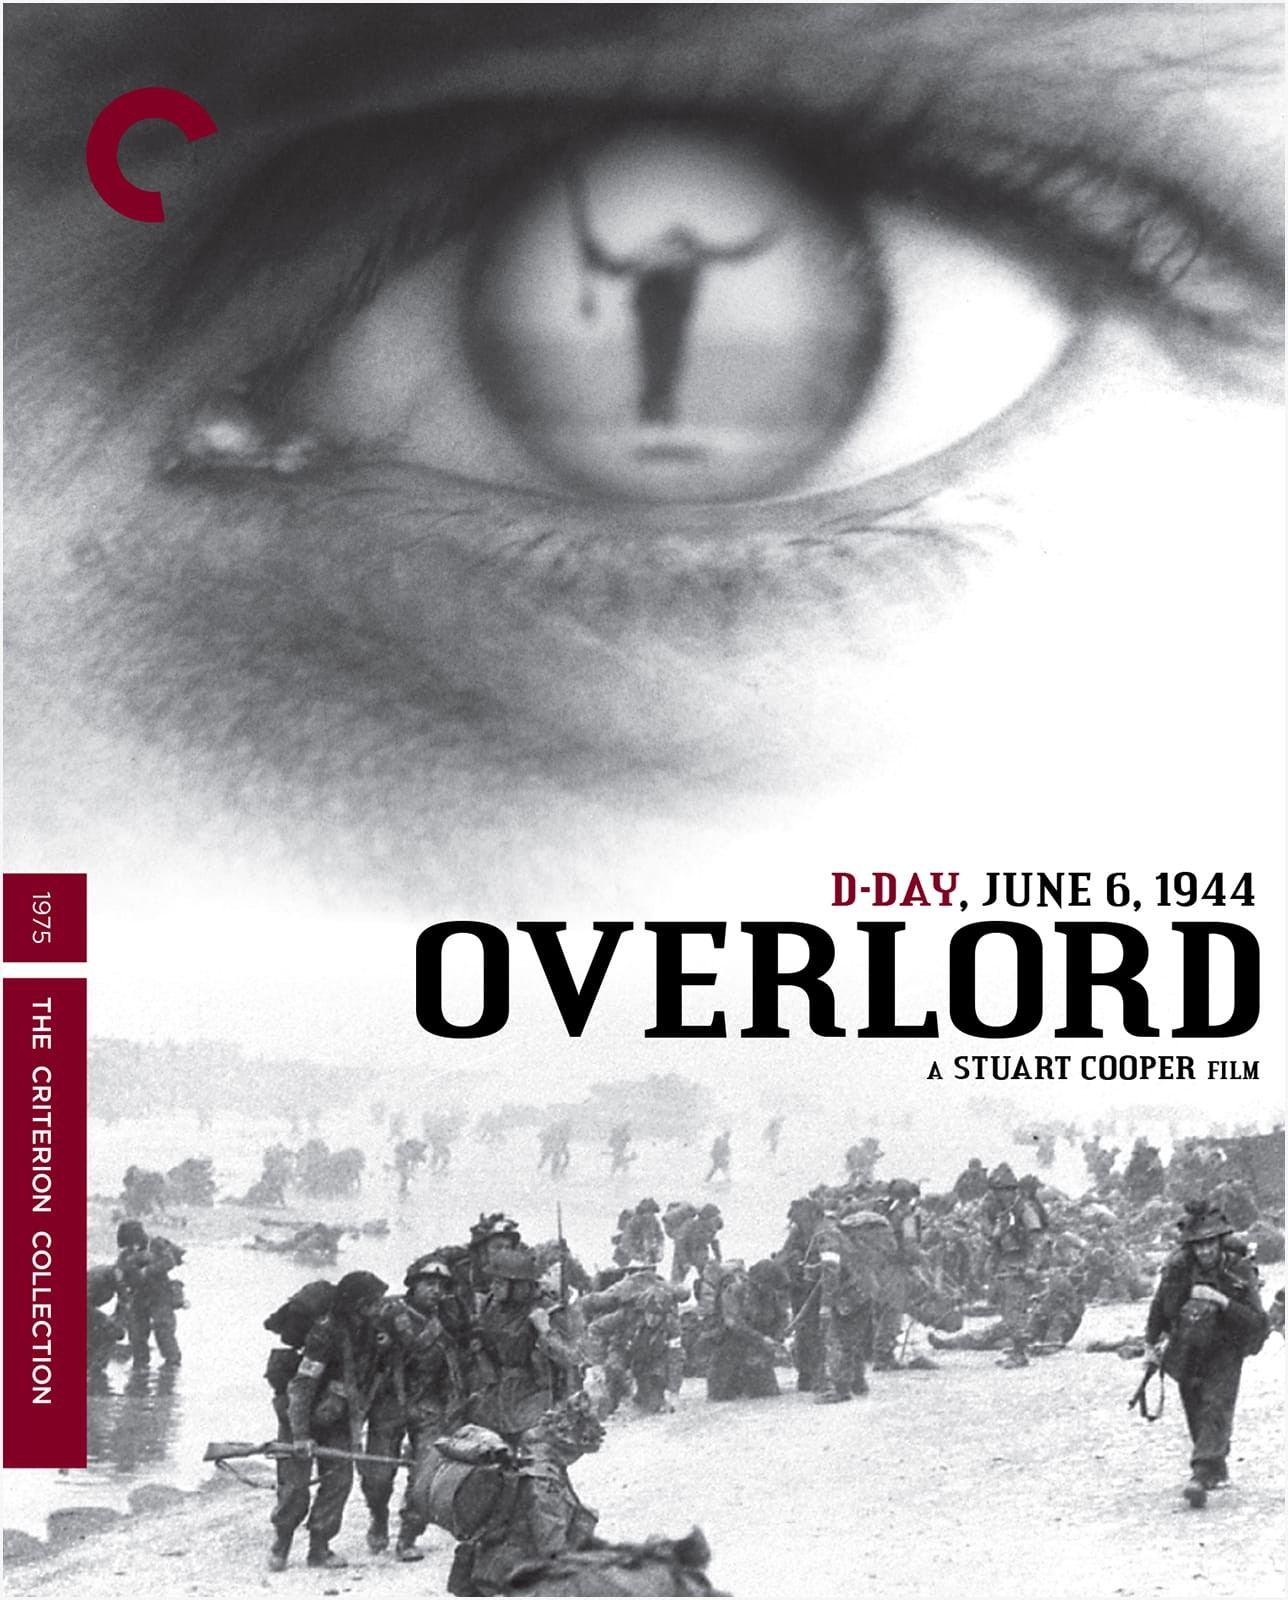 D-DAY, JUNE 6, 1944
OVERLORD
A STUART COOPER FILM
1975
THE CRITERION COLLECTION